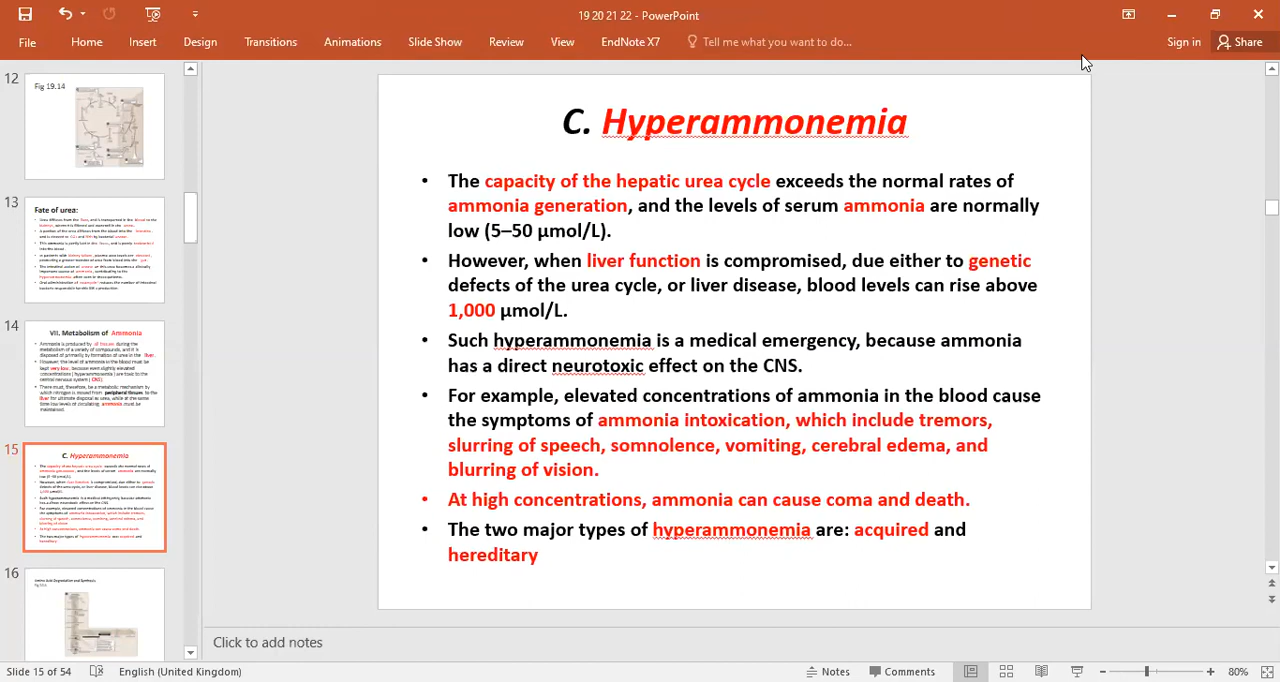 19 20 21 22 - PowerPoint
File Home Insert Design Transitions Animations Slide Show Review View EndNote X7 Tell me what you want to do... Sign in Share
12
Fig 19.14
13
Fate of urea:
14
VII. Metabolism of Ammonia
15
C. Hyperammonemia
16
Amino Acid Degradation and Synthesis
C. Hyperammonemia
• The capacity of the hepatic urea cycle exceeds the normal rates of
ammonia generation, and the levels of serum ammonia are normally
low (5–50 μmol/L).
• However, when liver function is compromised, due either to genetic
defects of the urea cycle, or liver disease, blood levels can rise above
1,000 μmol/L.
• Such hyperammonemia is a medical emergency, because ammonia
has a direct neurotoxic effect on the CNS.
• For example, elevated concentrations of ammonia in the blood cause
the symptoms of ammonia intoxication, which include tremors,
slurring of speech, somnolence, vomiting, cerebral edema, and
blurring of vision.
• At high concentrations, ammonia can cause coma and death.
• The two major types of hyperammonemia are: acquired and
hereditary
Click to add notes
Slide 15 of 54 English (United Kingdom) Notes Comments 80%